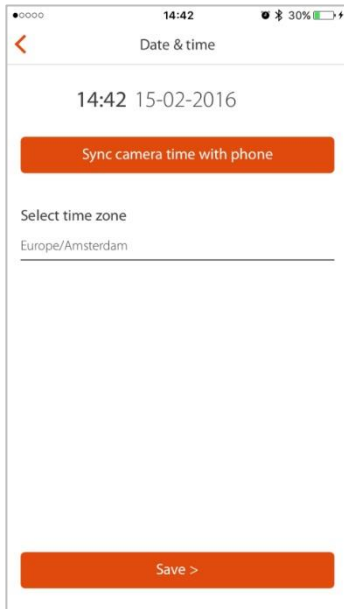 14:42 30%
Date & time
14:42 15-02-2016
Sync camera time with phone
Select time zone
Europe/Amsterdam
Save >